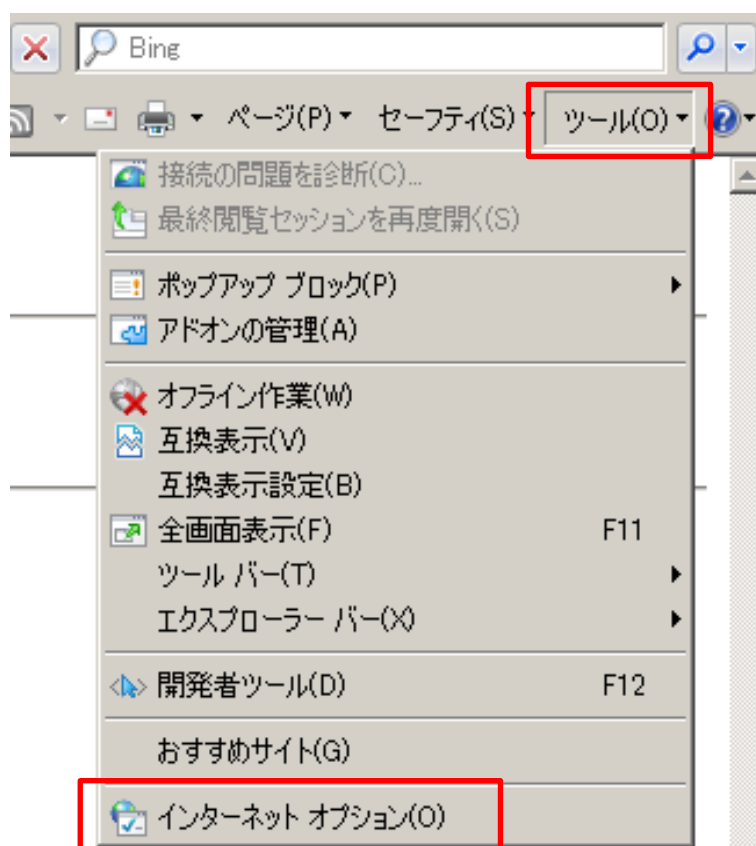 Bing
ページ(P) セーフティ(S) ツール(O)
接続の問題を診断(C)...
最終閲覧セッションを再度開く(S)
ポップアップ ブロック(P)
アドオンの管理(A)
オフライン作業(W)
互換表示(V)
互換表示設定(B)
全画面表示(F) F11
ツール バー(T)
エクスプローラー バー(X)
開発者ツール(D) F12
おすすめサイト(G)
インターネット オプション(O)